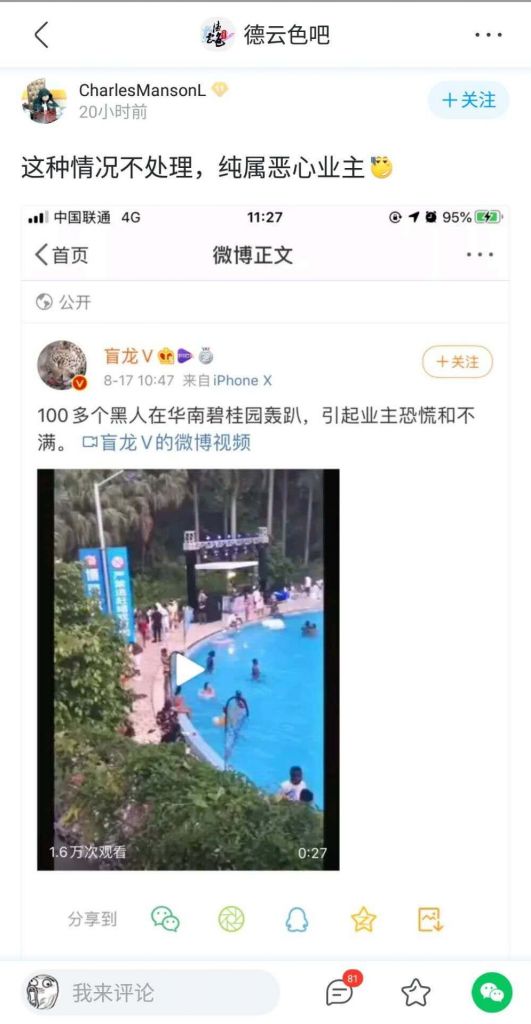 德云色吧
CharlesMansonL
+关注
20小时前
这种情况不处理，纯属恶心业主
中国联通 4G 11:27 95%
首页 微博正文
公开
盲龙V
+关注
8-17 10:47 来自iPhone X
100多个黑人在华南碧桂园轰趴，引起业主恐慌和不
满。盲龙V的微博视频
1.6万次观看 0:27
分享到
我来评论
81